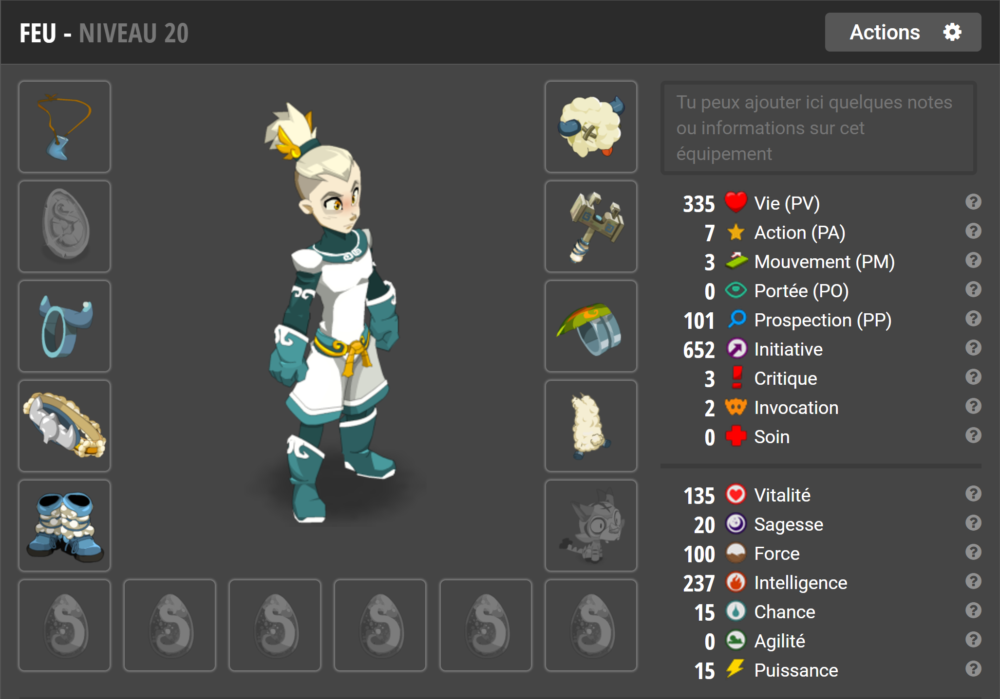 FEU - NIVEAU 20
Actions
Tu peux ajouter ici quelques notes
ou informations sur cet
équipement
335 Vie (PV) ?
7 Action (PA) ?
3 Mouvement (PM) ?
0 Portée (PO) ?
101 Prospection (PP) ?
652 Initiative ?
3 Critique ?
2 Invocation ?
0 Soin ?
135 Vitalité ?
20 Sagesse ?
100 Force ?
237 Intelligence ?
15 Chance ?
0 Agilité ?
15 Puissance ?